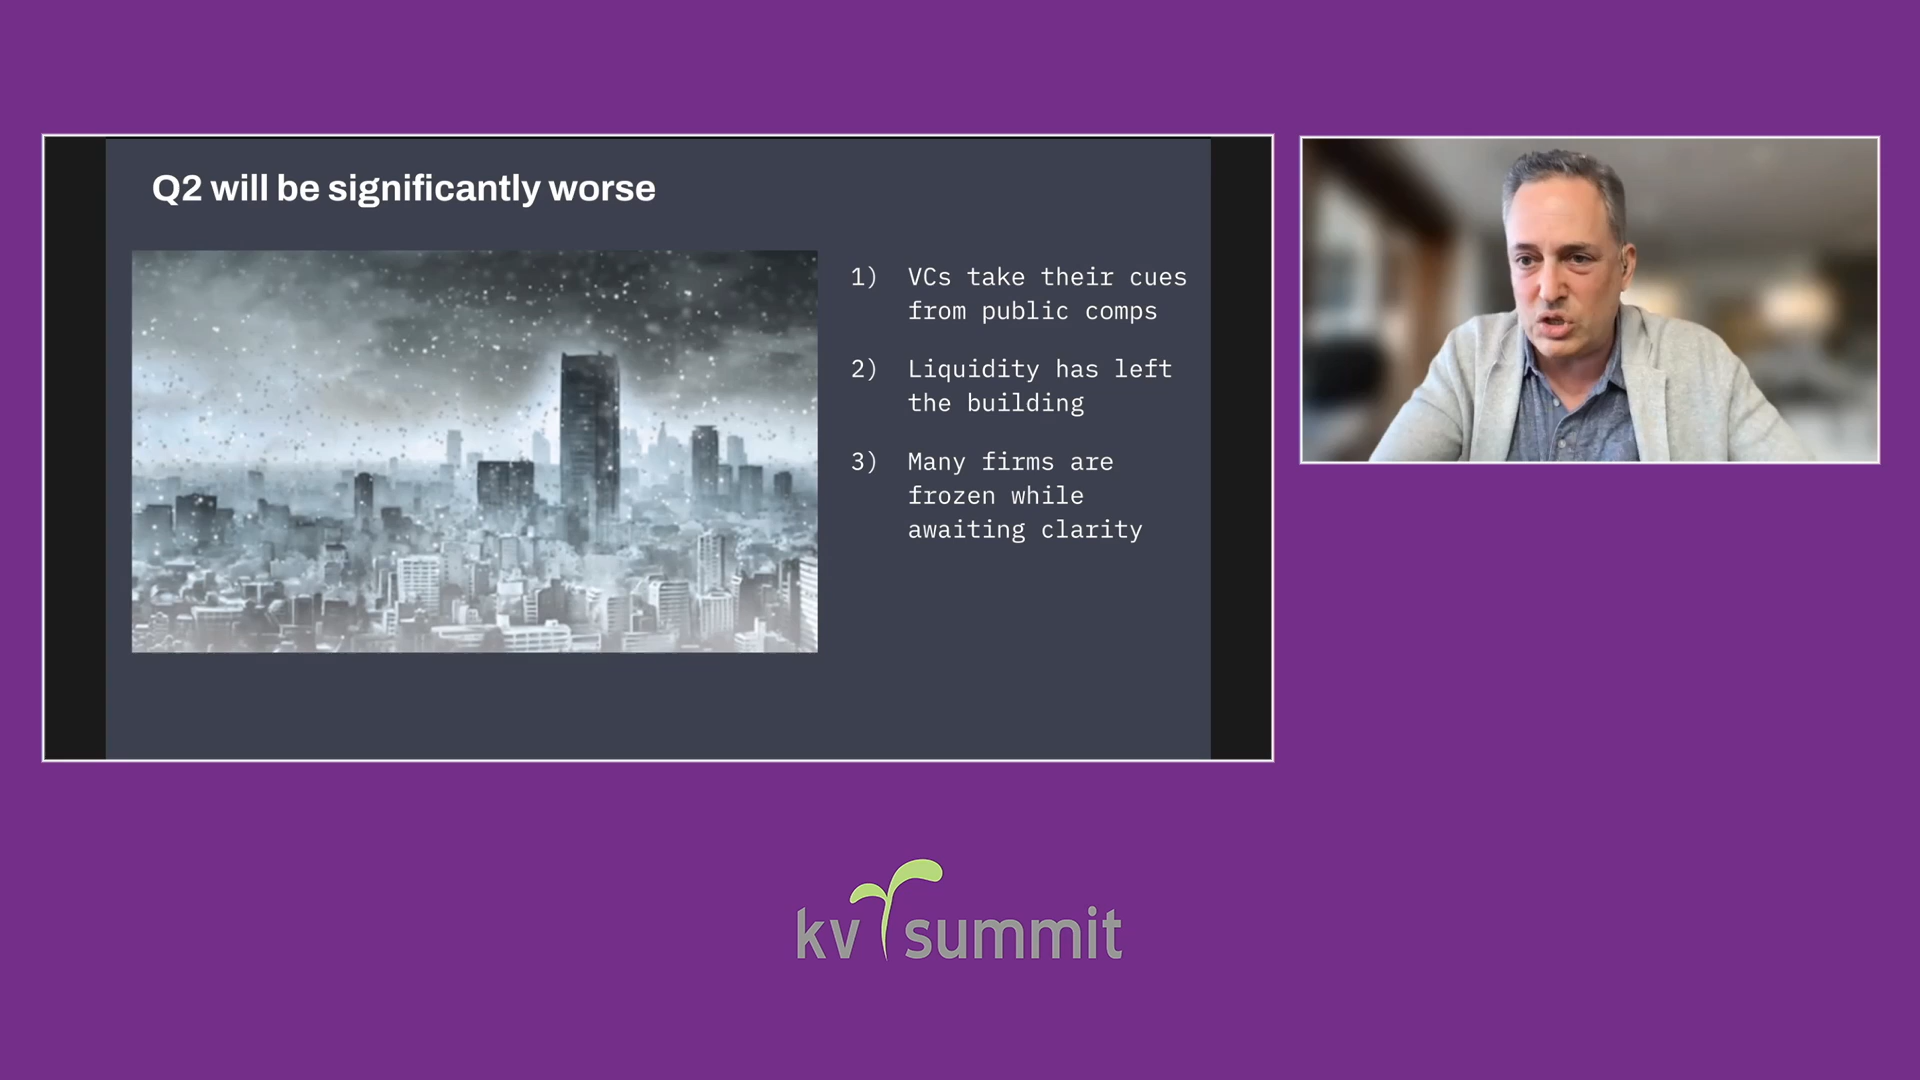 Q2 will be significantly worse
1) VCs take their cues
from public comps
2) Liquidity has left
the building
3) Many firms are
frozen while
awaiting clarity
kv summit